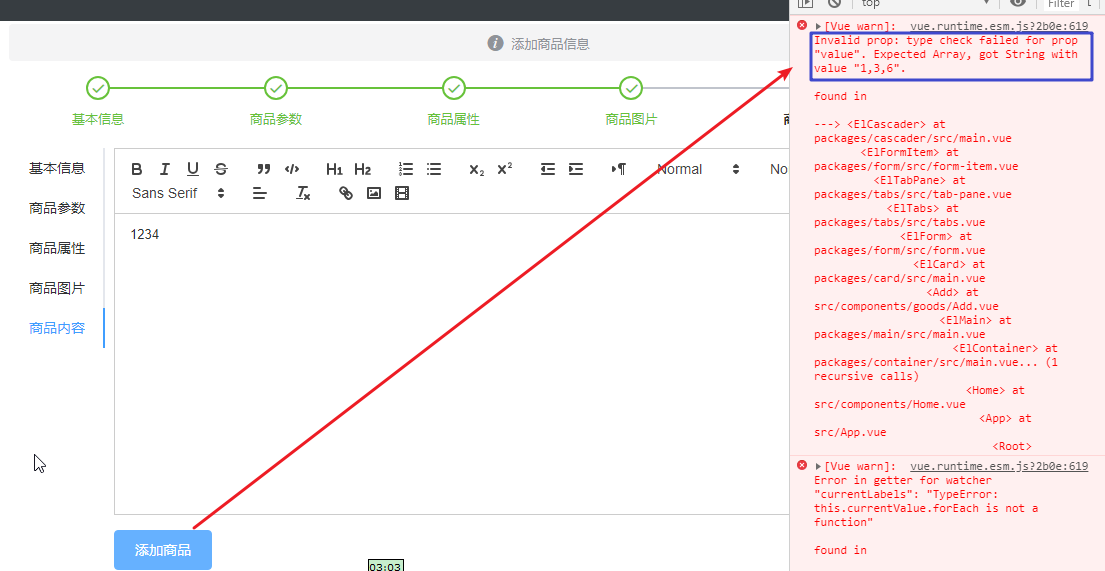 top
Filter
[Vue warn]: vue.runtime.esm.js?2b0e:619
Invalid prop: type check failed for prop
"value". Expected Array, got String with
value "1,3,6".
found in
---> <ElCascader> at
packages/cascader/src/main.vue
<ElFormItem> at
packages/form/src/form-item.vue
<ElTabPane> at
packages/tabs/src/tab-pane.vue
<ElTabs> at
packages/tabs/src/tabs.vue
<ElForm> at
packages/form/src/form.vue
<ElCard> at
packages/card/src/main.vue
<Add> at
src/components/goods/Add.vue
<ElMain> at
packages/main/src/main.vue
<ElContainer> at
packages/container/src/main.vue... (1
recursive calls)
<Home> at
src/components/Home.vue
<App> at
src/App.vue
<Root>
[Vue warn]: vue.runtime.esm.js?2b0e:619
Error in getter for watcher
"currentLabels": "TypeError:
this.currentValue.forEach is not a
function"
found in
添加商品信息
基本信息
商品参数
商品属性
商品图片
基本信息
商品参数
商品属性
商品图片
商品内容
B I U S H1 H2 x₂ x² Normal No
Sans Serif
1234
添加商品
03:03